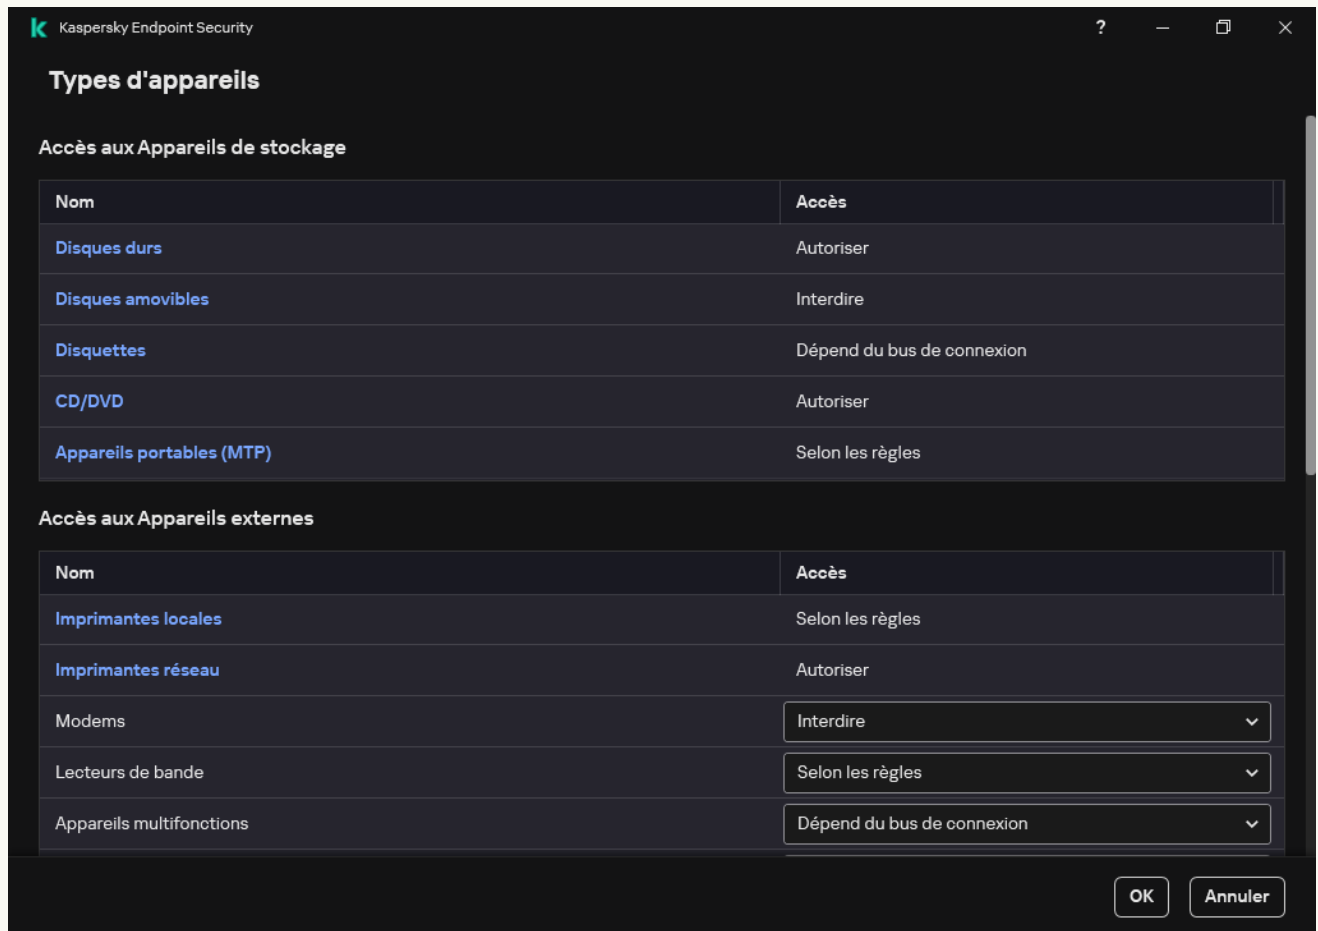 Kaspersky Endpoint Security
?
Types d'appareils
Accès aux Appareils de stockage
Nom Accès
Disques durs Autoriser
Disques amovibles Interdire
Disquettes Dépend du bus de connexion
CD/DVD Autoriser
Appareils portables (MTP) Selon les règles
Accès aux Appareils externes
Nom Accès
Imprimantes locales Selon les règles
Imprimantes réseau Autoriser
Modems Interdire
Lecteurs de bande Selon les règles
Appareils multifonctions Dépend du bus de connexion
OK Annuler